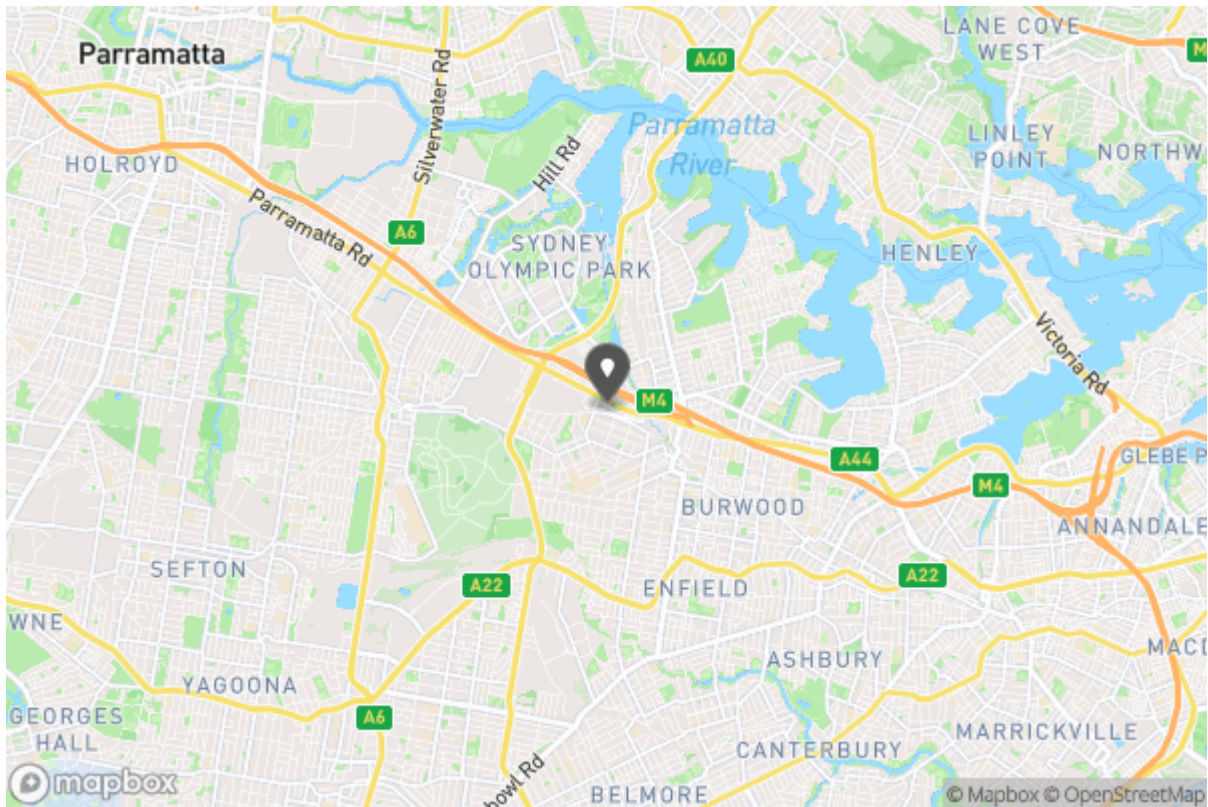 LANE COVE
WEST
Parramatta
A40
M
Silverwater Rd
Hill Rd
Parramatta
River
LINLEY
POINT
NORTHW
HOLROYD
Parramatta Rd
A6
SYDNEY
OLYMPIC PARK
HENLEY
Victoria Rd
M4
A44
GLEBE P
M4
BURWOOD
ANNANDALE
SEFTON
A22
ENFIELD
A22
WNE
ASHBURY
MACD
YAGOONA
GEORGES
HALL
A6
MARRICKVILLE
CANTERBURY
bowl Rd
BELMORE
mapbox
© Mapbox © OpenStreetMap